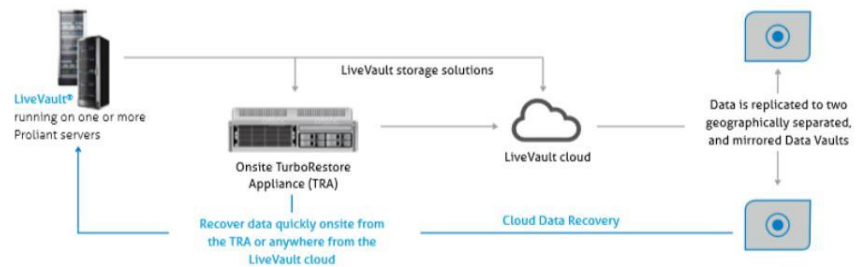 LiveVault®
running on one or more
Proliant servers
LiveVault storage solutions
Onsite TurboRestore
Appliance (TRA)
LiveVault cloud
Data is replicated to two
geographically separated,
and mirrored Data Vaults
Recover data quickly onsite from
the TRA or anywhere from the
LiveVault cloud
Cloud Data Recovery